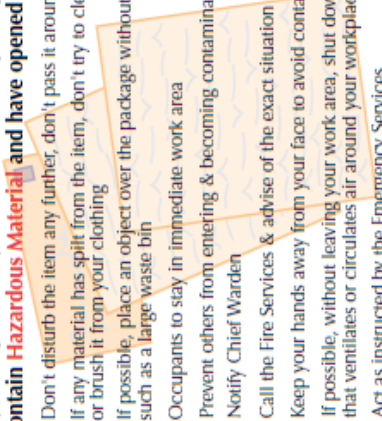 ontain Hazardous Material and have opened
Don't disturb the item any further, don't pass it aroun
If any material has spilt from the item, don't try to cle
or brush it from your clothing
If possible, place an object over the package without
such as a large waste bin
Occupants to stay in immediate work area
Prevent others from entering & becoming contamina
Notify Chief Warden
Call the Fire Services & advise of the exact situation
Keep your hands away from your face to avoid conta
If possible, without leaving your work area, shut dow
that ventilates or circulates air around your workplac
Act as instructed by the Emergency Services